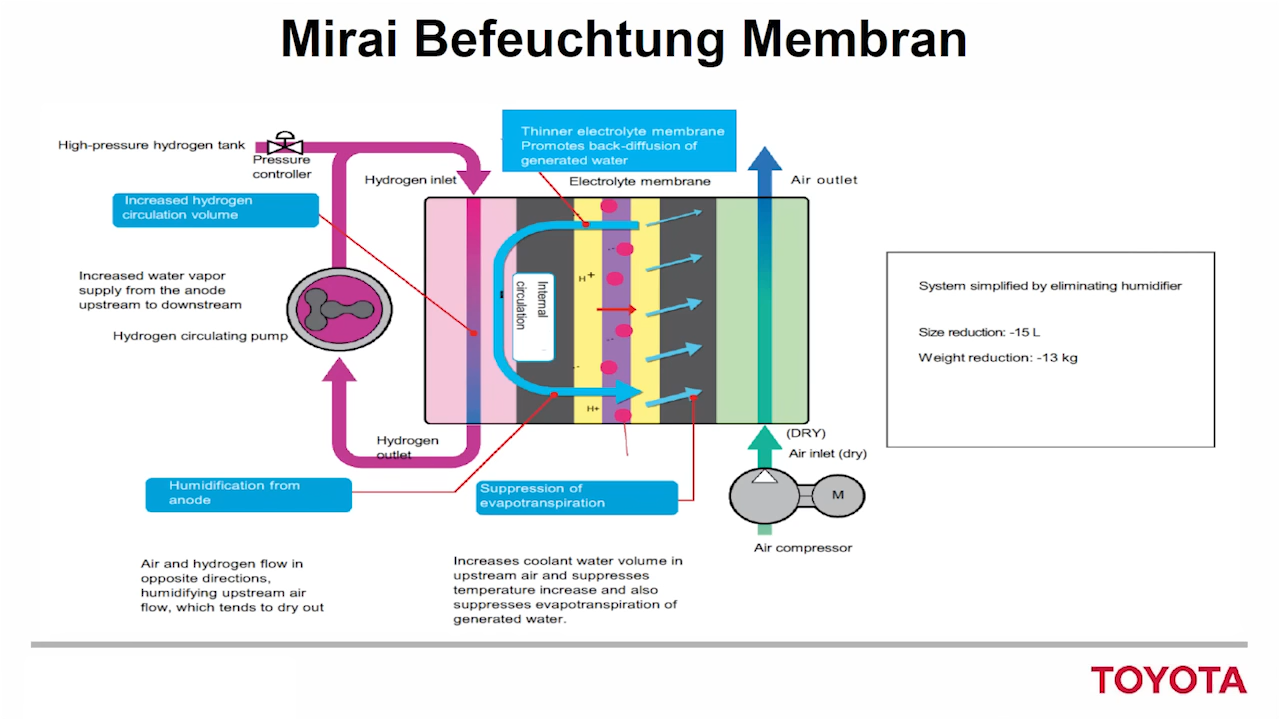 Mirai Befeuchtung Membran
Thinner electrolyte membrane
Promotes back-diffusion of
generated water
High-pressure hydrogen tank
Pressure
controller
Hydrogen inlet
Electrolyte membrane
Air outlet
Increased hydrogen
circulation volume
Increased water vapor
supply from the anode
upstream to downstream
Hydrogen circulating pump
H+
Internal
circulation
H+
System simplified by eliminating humidifier
Size reduction: -15 L
Weight reduction: -13 kg
Hydrogen
outlet
(DRY)
Air inlet (dry)
Humidification from
anode
Suppression of
evapotranspiration
M
Air compressor
Air and hydrogen flow in
opposite directions,
humidifying upstream air
flow, which tends to dry out
Increases coolant water volume in
upstream air and suppresses
temperature increase and also
suppresses evapotranspiration of
generated water.
TOYOTA